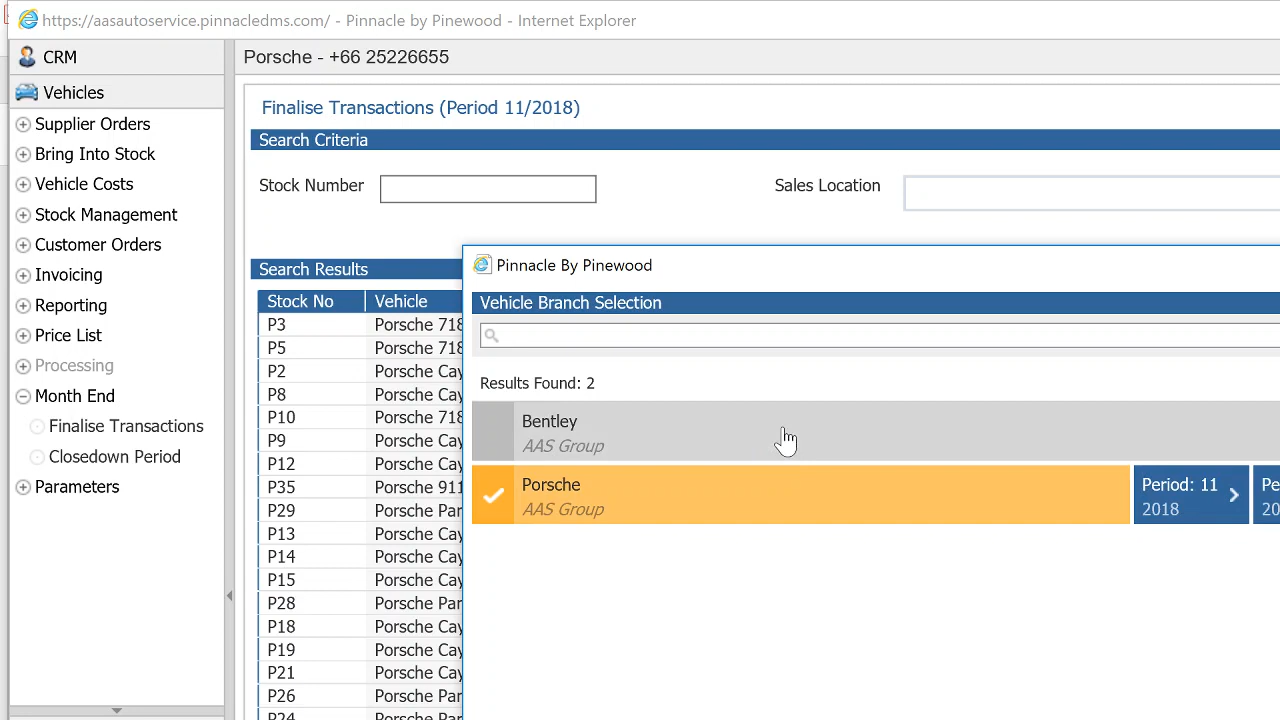 https://aasautoservice.pinnacledms.com/ - Pinnacle by Pinewood - Internet Explorer
CRM
Vehicles
Supplier Orders
Bring Into Stock
Vehicle Costs
Stock Management
Customer Orders
Invoicing
Reporting
Price List
Processing
Month End
Finalise Transactions
Closedown Period
Parameters
Porsche - +66 25226655
Finalise Transactions (Period 11/2018)
Search Criteria
Stock Number
Sales Location
Search Results
Stock No Vehicle
P3 Porsche 718
P5 Porsche 718
P2 Porsche Cay
P8 Porsche Cay
P10 Porsche 718
P9 Porsche Cay
P12 Porsche Cay
P35 Porsche 911
P29 Porsche Par
P13 Porsche Cay
P14 Porsche Cay
P15 Porsche Cay
P28 Porsche Par
P18 Porsche Cay
P19 Porsche Cay
P21 Porsche Cay
P26 Porsche Par
P24 Porsche Par
Pinnacle By Pinewood
Vehicle Branch Selection
Results Found: 2
Bentley
AAS Group
Porsche
AAS Group
Period: 11
2018
Pe
20